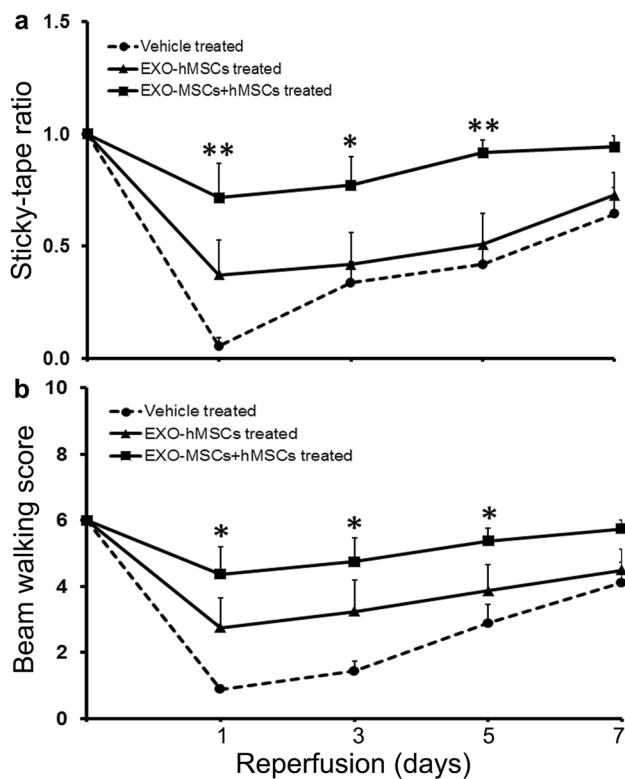 a
1.5
Vehicle treated
EXO-hMSCs treated
EXO-MSCs+hMSCs treated
1.0
** * **
Sticky-tape ratio
0.5
0.0
b
10
Vehicle treated
EXO-hMSCs treated
EXO-MSCs+hMSCs treated
8
6
* * *
Beam walking score
4
2
0
1 3 5 7
Reperfusion (days)